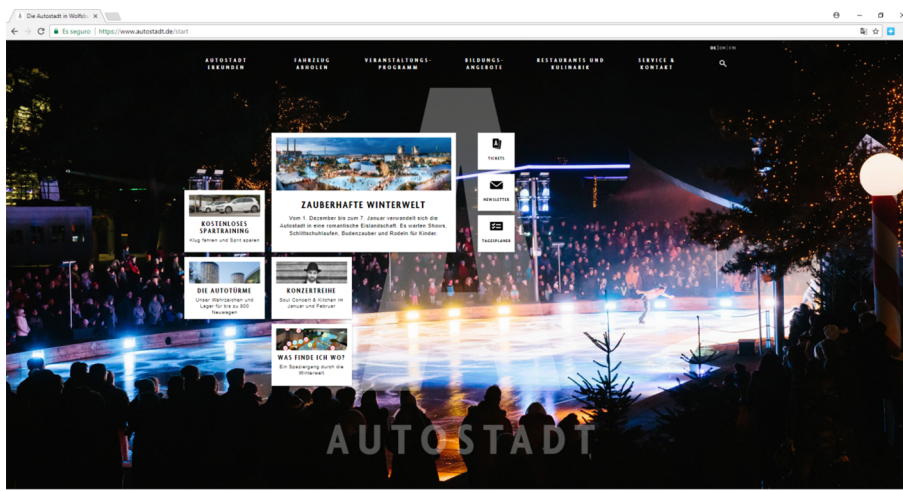 Die Autostadt in Wolfsbu
Es seguro | https://www.autostadt.de/start
DE|EN|CN
AUTOSTADT
ERKUNDEN
FAHRZEUG
ABHOLEN
VERANSTALTUNGS-
PROGRAMM
BILDUNGS-
ANGEBOTE
RESTAURANTS UND
KULINARIK
SERVICE &
KONTAKT
TICKETS
NEWSLETTER
TAGESPLANER
ZAUBERHAFTE WINTERWELT
Vom 1. Dezember bis zum 7. Januar verwandelt sich die
Autostadt in eine romantische Eislandschaft. Es warten Shows,
Schlittschuhlaufen, Budenzauber und Rodeln für Kinder.
KOSTENLOSES
SPARTRAINING
Klug fahren und Sprit sparen
DIE AUTOTÜRME
Unser Wahrzeichen und
Lager für bis zu 800
Neuwagen
KONZERTREIHE
Soul Concert & Kitchen im
Januar und Februar
WAS FINDE ICH WO?
Ein Spaziergang durch die
Winterwelt
AUTOSTADT